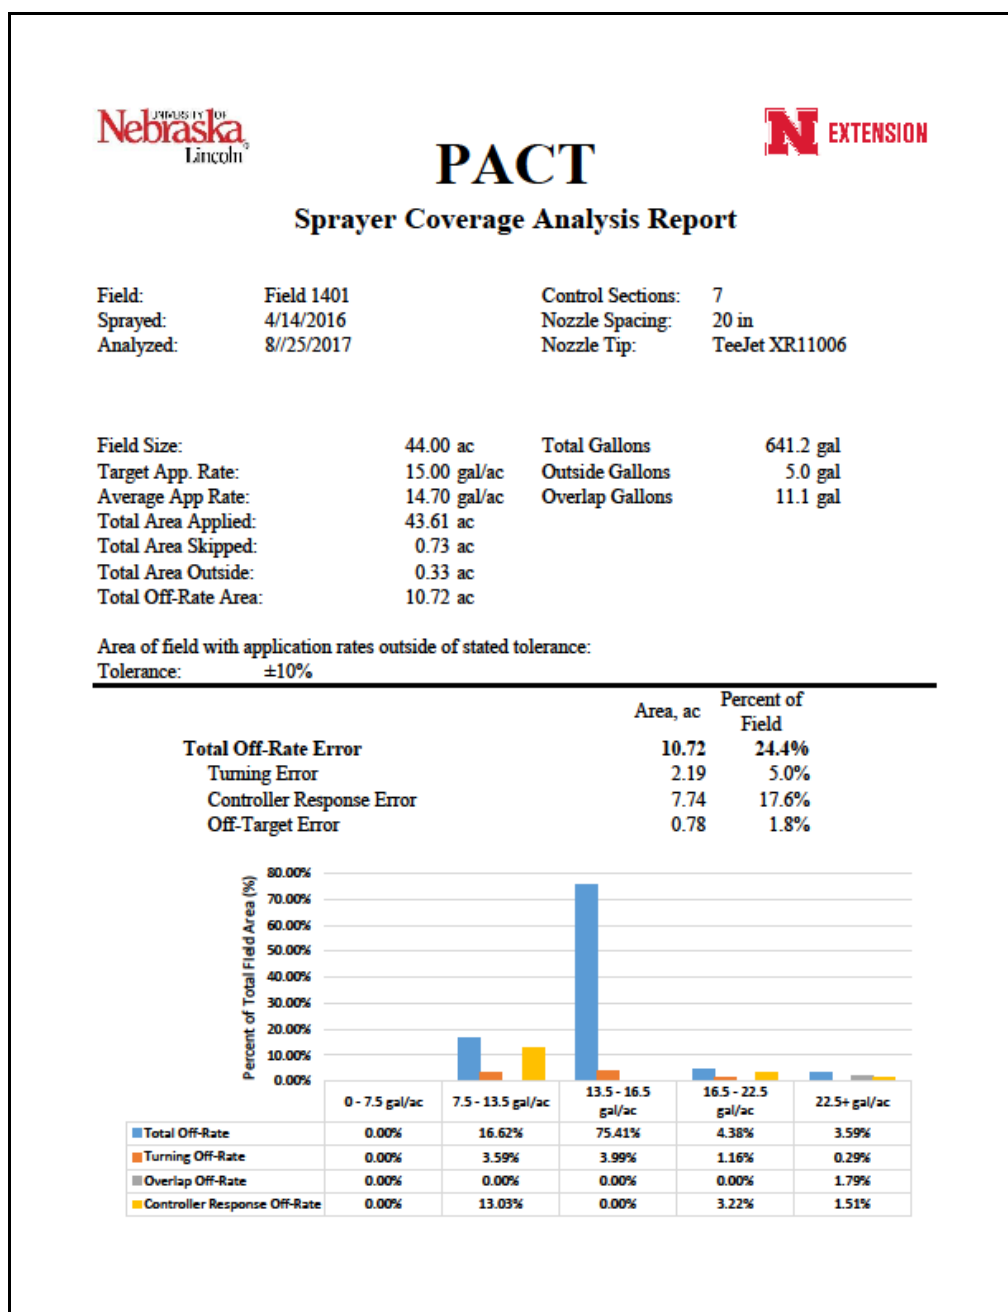 UNIVERSITY OF
Nebraska
Lincoln
N EXTENSION
PACT
Sprayer Coverage Analysis Report
Field: Field 1401 Control Sections: 7
Sprayed: 4/14/2016 Nozzle Spacing: 20 in
Analyzed: 8//25/2017 Nozzle Tip: TeeJet XR11006
Field Size: 44.00 ac Total Gallons 641.2 gal
Target App. Rate: 15.00 gal/ac Outside Gallons 5.0 gal
Average App Rate: 14.70 gal/ac Overlap Gallons 11.1 gal
Total Area Applied: 43.61 ac
Total Area Skipped: 0.73 ac
Total Area Outside: 0.33 ac
Total Off-Rate Area: 10.72 ac
Area of field with application rates outside of stated tolerance:
Tolerance: ±10%
Area, ac Percent of
Field
Total Off-Rate Error 10.72 24.4%
Turning Error 2.19 5.0%
Controller Response Error 7.74 17.6%
Off-Target Error 0.78 1.8%
Percent of Total Field Area (%)
80.00%
70.00%
60.00%
50.00%
40.00%
30.00%
20.00%
10.00%
0.00%
0 - 7.5 gal/ac 7.5 - 13.5 gal/ac 13.5 - 16.5 gal/ac 16.5 - 22.5 gal/ac 22.5+ gal/ac
Total Off-Rate 0.00% 16.62% 75.41% 4.38% 3.59%
Turning Off-Rate 0.00% 3.59% 3.99% 1.16% 0.29%
Overlap Off-Rate 0.00% 0.00% 0.00% 0.00% 1.79%
Controller Response Off-Rate 0.00% 13.03% 0.00% 3.22% 1.51%